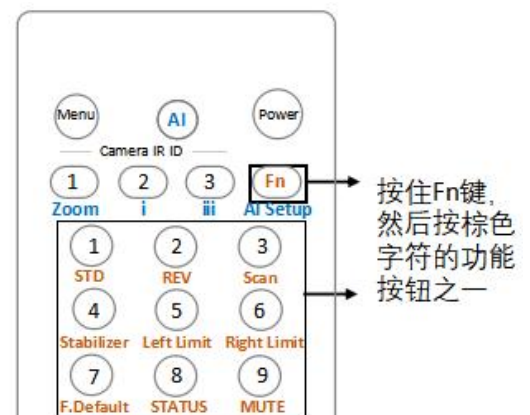 Menu
AI
Power
Camera IR ID
1 2 3 Fn
Zoom i iii AI Setup
按住Fn键,
然后按棕色
字符的功能
按钮之一
1 2 3
STD REV Scan
4 5 6
Stabilizer Left Limit Right Limit
7 8 9
F.Default STATUS MUTE